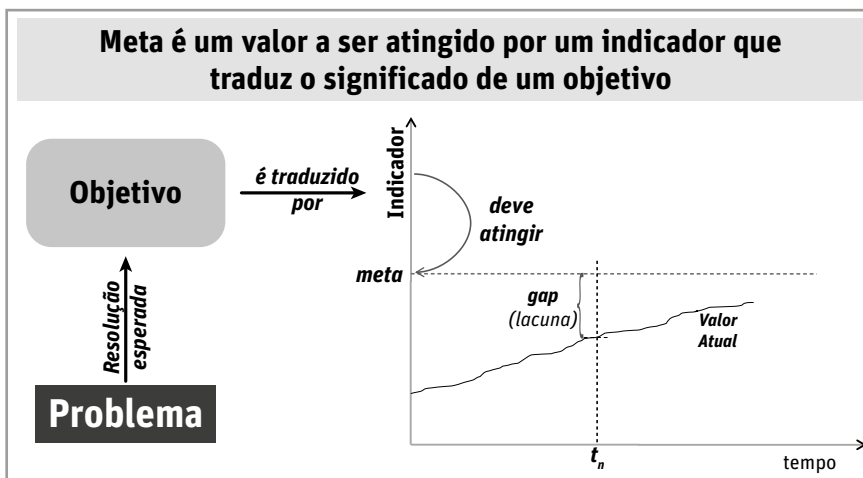 Meta é um valor a ser atingido por um indicador que
traduz o significado de um objetivo
Objetivo
é traduzido
por
Indicador
deve
atingir
meta
gap
(lacuna)
Valor
Atual
Resolução
esperada
Problema
tₙ
tempo